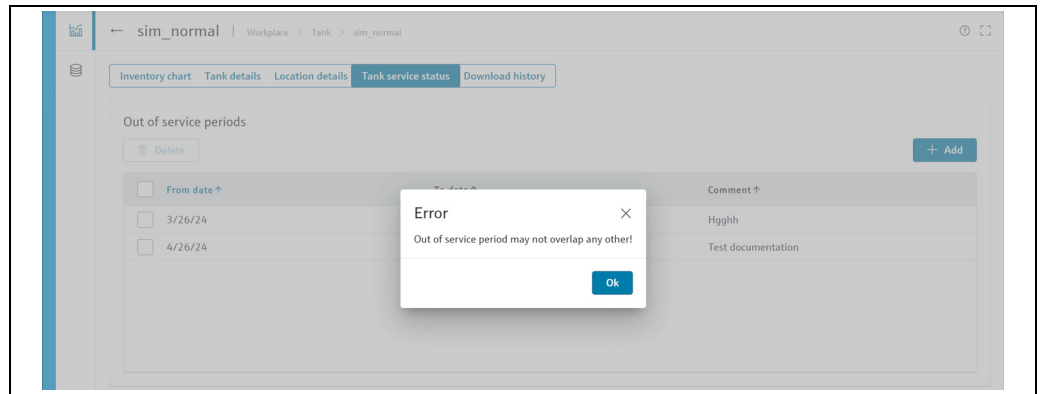 ← sim_normal | Workplace > Tank > sim_normal
Inventory chart Tank details Location details Tank service status Download history
Out of service periods
Delete
+ Add
From date ↑ To date ↑ Comment ↑
3/26/24 Hgghh
4/26/24 Test documentation
Error
Out of service period may not overlap any other!
Ok